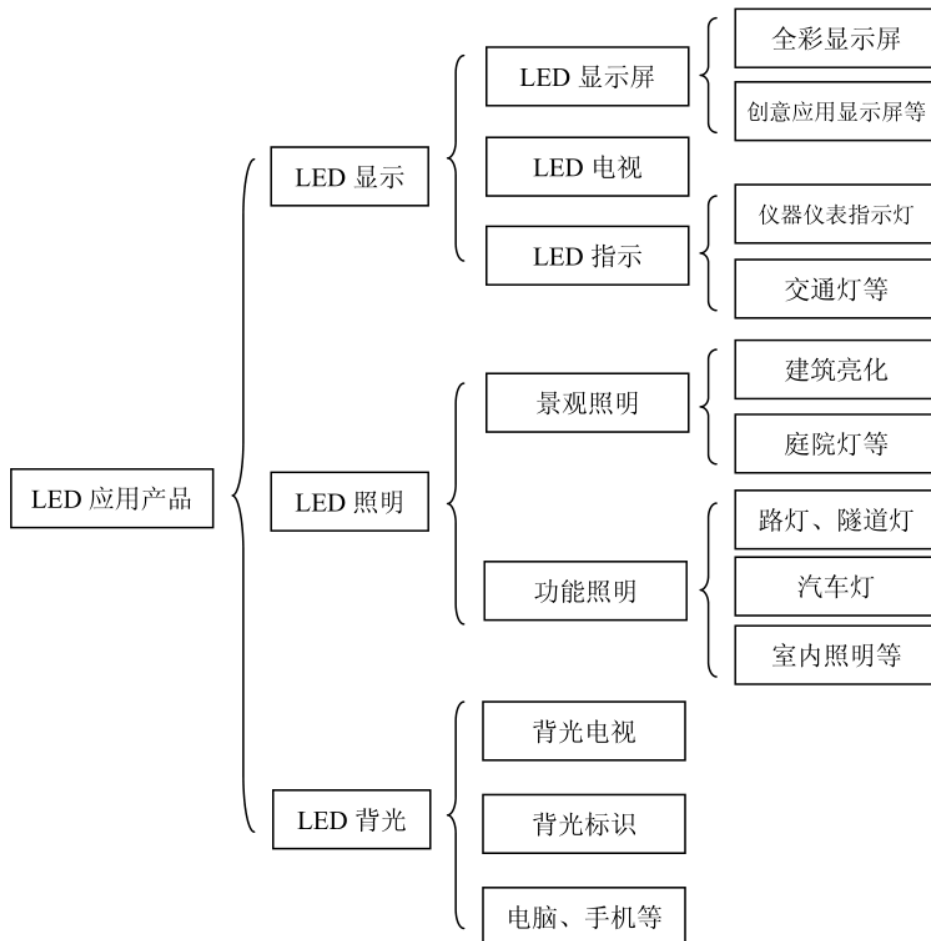 LED 应用产品
LED 显示
LED 显示屏
全彩显示屏
创意应用显示屏等
LED 电视
LED 指示
仪器仪表指示灯
交通灯等
LED 照明
景观照明
建筑亮化
庭院灯等
功能照明
路灯、隧道灯
汽车灯
室内照明等
LED 背光
背光电视
背光标识
电脑、手机等